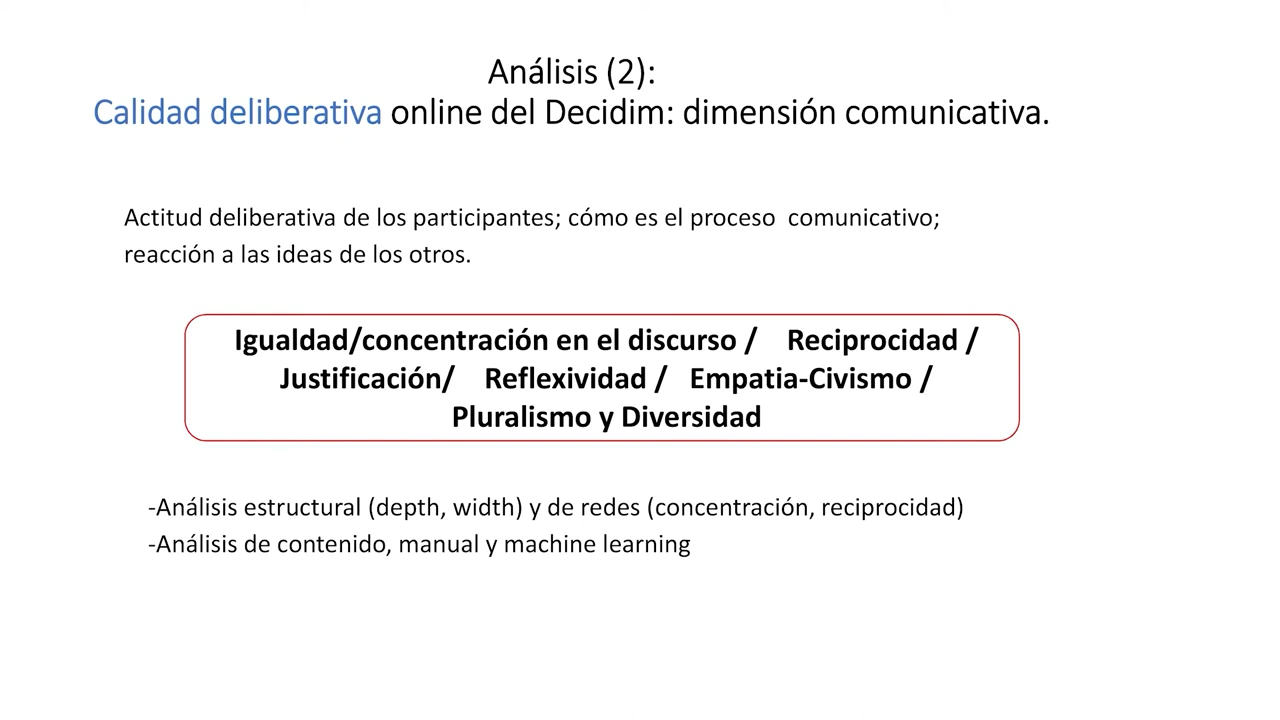 Análisis (2):
Calidad deliberativa online del Decidim: dimensión comunicativa.
Actitud deliberativa de los participantes; cómo es el proceso comunicativo;
reacción a las ideas de los otros.
Igualdad/concentración en el discurso / Reciprocidad /
Justificación/ Reflexividad / Empatia-Civismo /
Pluralismo y Diversidad
-Análisis estructural (depth, width) y de redes (concentración, reciprocidad)
-Análisis de contenido, manual y machine learning